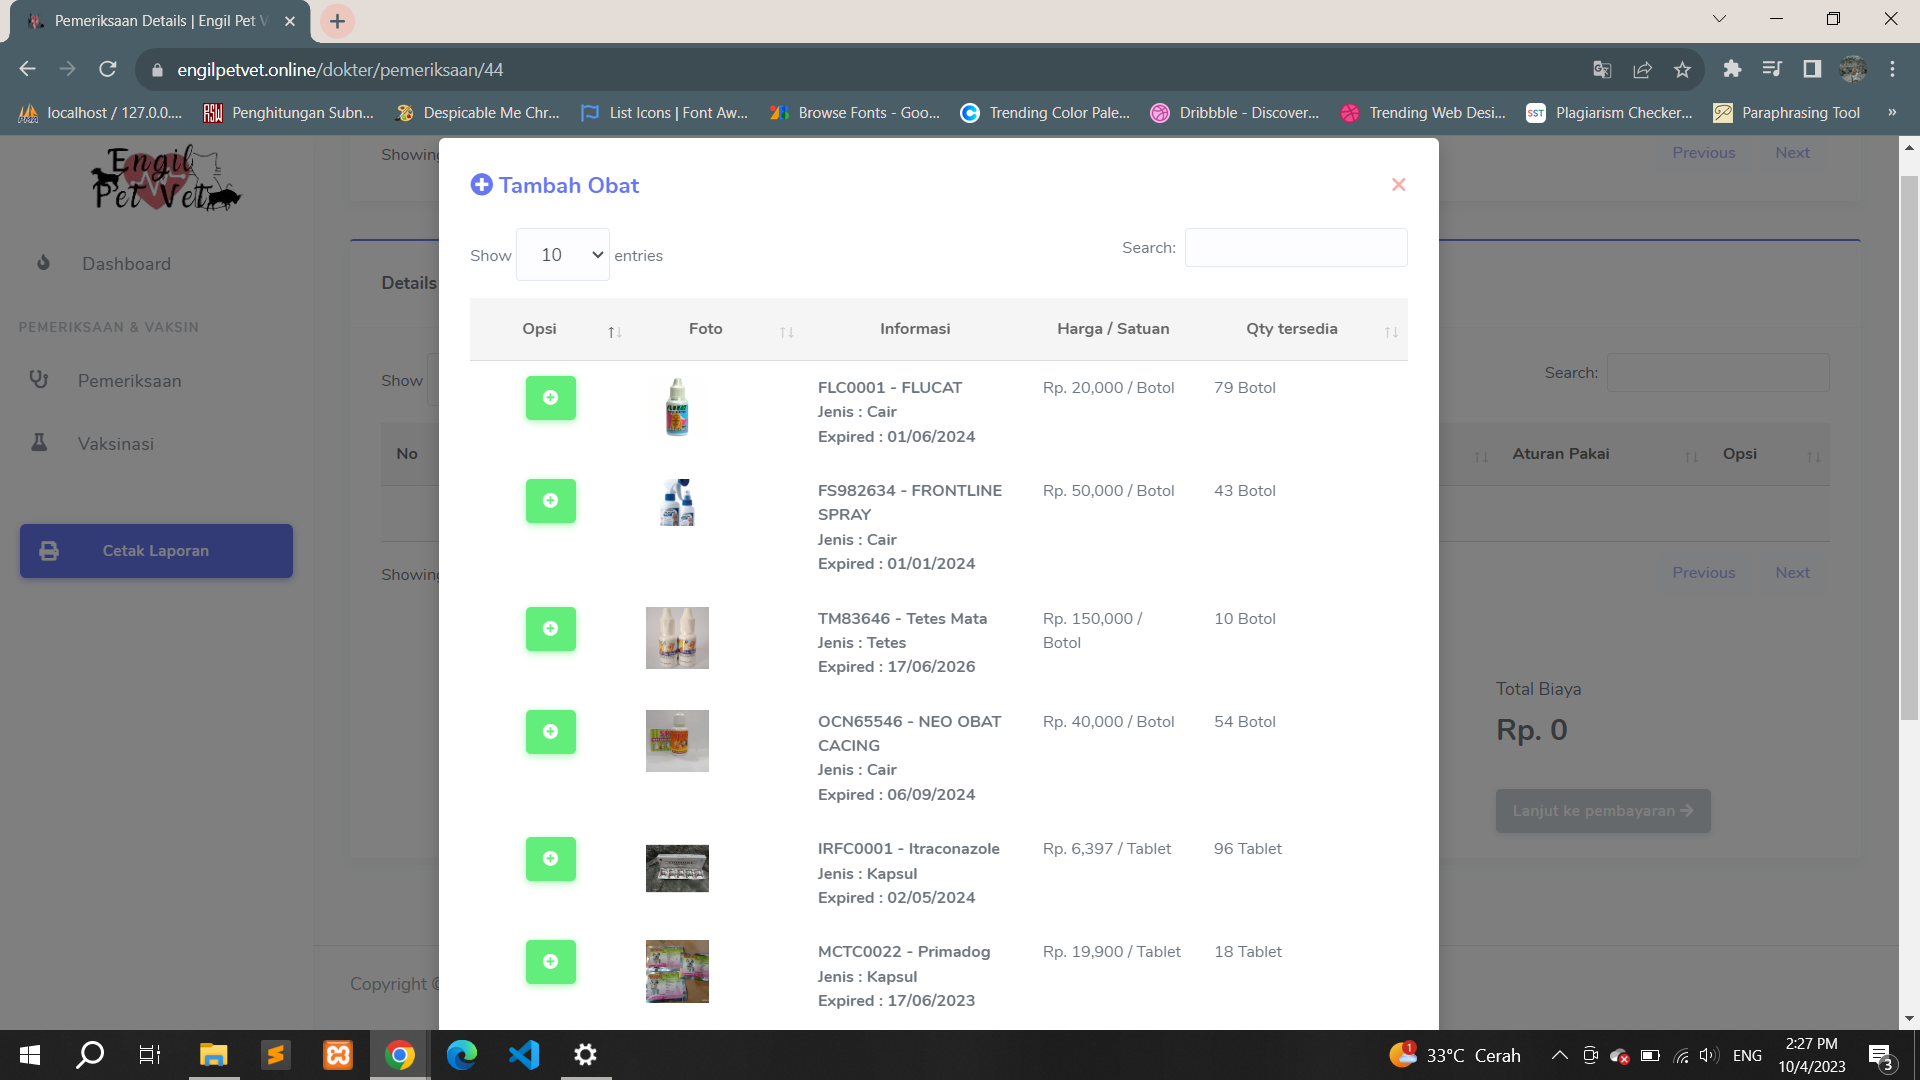 Pemeriksaan Details | Engil Pet V
engilpetvet.online/dokter/pemeriksaan/44
localhost / 127.0.0....
Penghitungan Subn...
Despicable Me Chr...
List Icons | Font Aw...
Browse Fonts - Goo...
Trending Color Pale...
Dribbble - Discover...
Trending Web Desi...
Plagiarism Checker...
Paraphrasing Tool
»
Engil
Pet Vet
Dashboard
PEMERIKSAAN & VAKSIN
Pemeriksaan
Vaksinasi
Cetak Laporan
Showing
Previous Next
Details
Show
Search:
No
Aturan Pakai
Opsi
Showing
Previous Next
Total Biaya
Rp. 0
Lanjut ke pembayaran
Copyright ©
Tambah Obat
Show 10 entries
Search:
Opsi Foto Informasi Harga / Satuan Qty tersedia
FLC0001 - FLUCAT Rp. 20,000 / Botol 79 Botol
Jenis : Cair
Expired : 01/06/2024
FS982634 - FRONTLINE Rp. 50,000 / Botol 43 Botol
SPRAY
Jenis : Cair
Expired : 01/01/2024
TM83646 - Tetes Mata Rp. 150,000 / 10 Botol
Jenis : Tetes Botol
Expired : 17/06/2026
OCN65546 - NEO OBAT Rp. 40,000 / Botol 54 Botol
CACING
Jenis : Cair
Expired : 06/09/2024
IRFC0001 - Itraconazole Rp. 6,397 / Tablet 96 Tablet
Jenis : Kapsul
Expired : 02/05/2024
MCTC0022 - Primadog Rp. 19,900 / Tablet 18 Tablet
Jenis : Kapsul
Expired : 17/06/2023
1
33°C Cerah
ENG
2:27 PM
10/4/2023
3